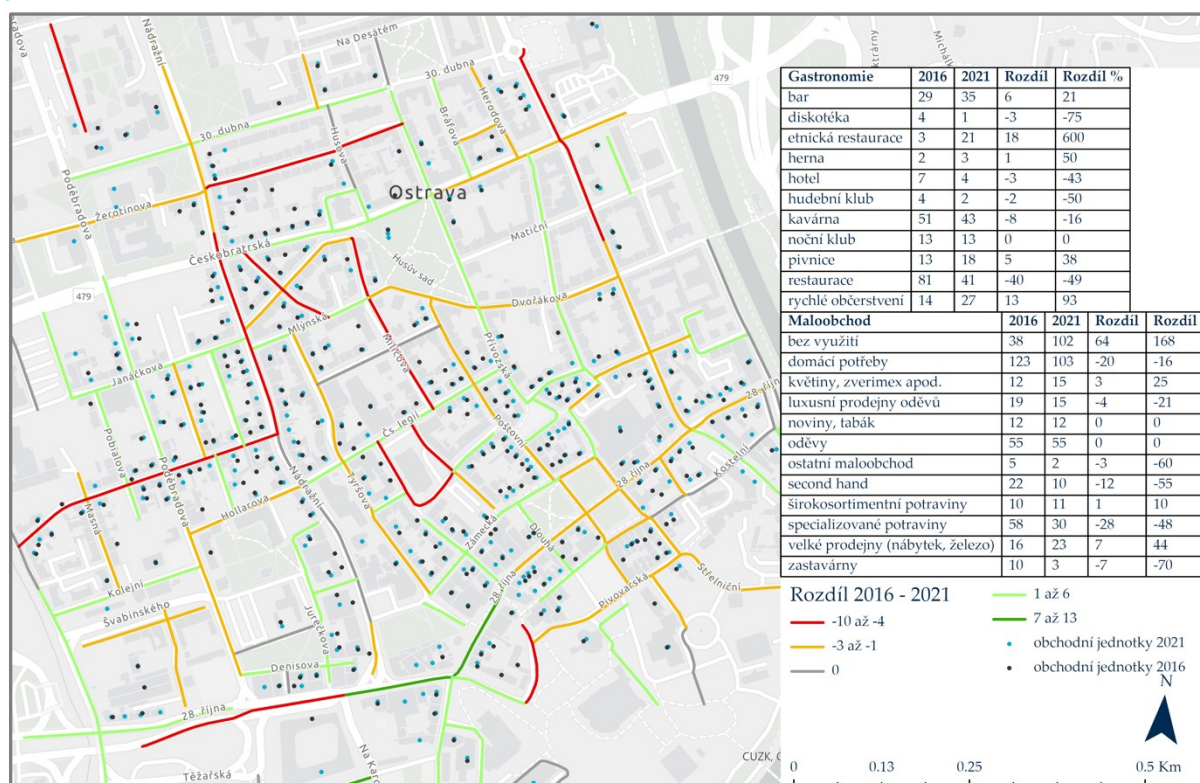 Na Desátém
Nádražní
30. dubna
Herodova
Bráfova
479
30. dubna
Husova
Poděbradova
Ostrava
Žerotínova
Matiční
Českobratrská
Husův sad
479
Dvořákova
Mlýnská
Milíčova
Přívozská
Janáčkova
28. říjn
Čs. legií
Poštovní
Pobialova
Poděbradova
Nádražní
Tyršova
Kostelní
28. října
Hollarova
Masná
Zámecká
Dlouhá
Kolejní
Střelniční
Švabinského
28. října
Pivovarská
Jurečkova
Denisova
28. října
Těžařská
Na Karo
CUZK, Č
Gastronomie 2016 2021 Rozdíl Rozdíl %
bar 29 35 6 21
diskotéka 4 1 -3 -75
etnická restaurace 3 21 18 600
herna 2 3 1 50
hotel 7 4 -3 -43
hudební klub 4 2 -2 -50
kavárna 51 43 -8 -16
noční klub 13 13 0 0
pivnice 13 18 5 38
restaurace 81 41 -40 -49
rychlé občerstvení 14 27 13 93
Maloobchod 2016 2021 Rozdíl Rozdíl
bez využití 38 102 64 168
domácí potřeby 123 103 -20 -16
květiny, zverimex apod. 12 15 3 25
luxusní prodejny oděvů 19 15 -4 -21
noviny, tabák 12 12 0 0
oděvy 55 55 0 0
ostatní maloobchod 5 2 -3 -60
second hand 22 10 -12 -55
širokosortimentní potraviny 10 11 1 10
specializované potraviny 58 30 -28 -48
velké prodejny (nábytek, železo) 16 23 7 44
zastavárny 10 3 -7 -70
Rozdíl 2016 - 2021
-10 až -4
-3 až -1
0
1 až 6
7 až 13
obchodní jednotky 2021
obchodní jednotky 2016
N
0 0.13 0.25 0.5 Km